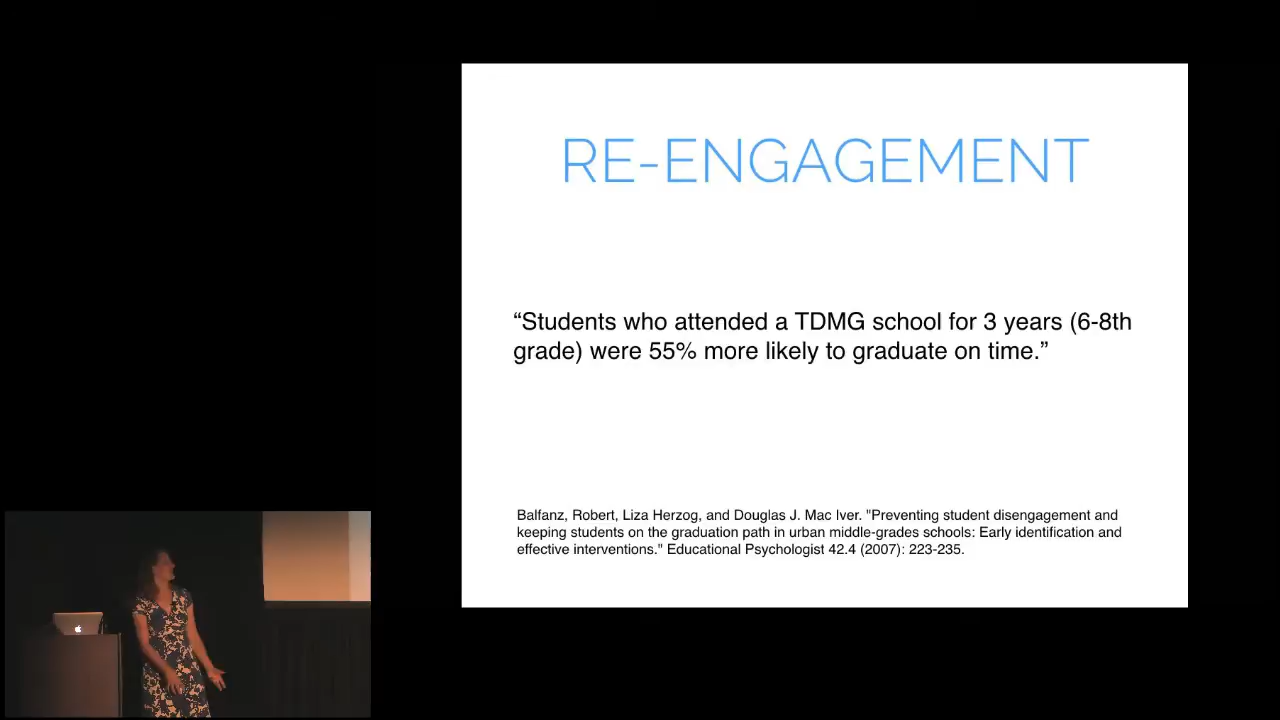 RE-ENGAGEMENT
“Students who attended a TDMG school for 3 years (6-8th
grade) were 55% more likely to graduate on time.”
Balfanz, Robert, Liza Herzog, and Douglas J. Mac Iver. "Preventing student disengagement and
keeping students on the graduation path in urban middle-grades schools: Early identification and
effective interventions." Educational Psychologist 42.4 (2007): 223-235.